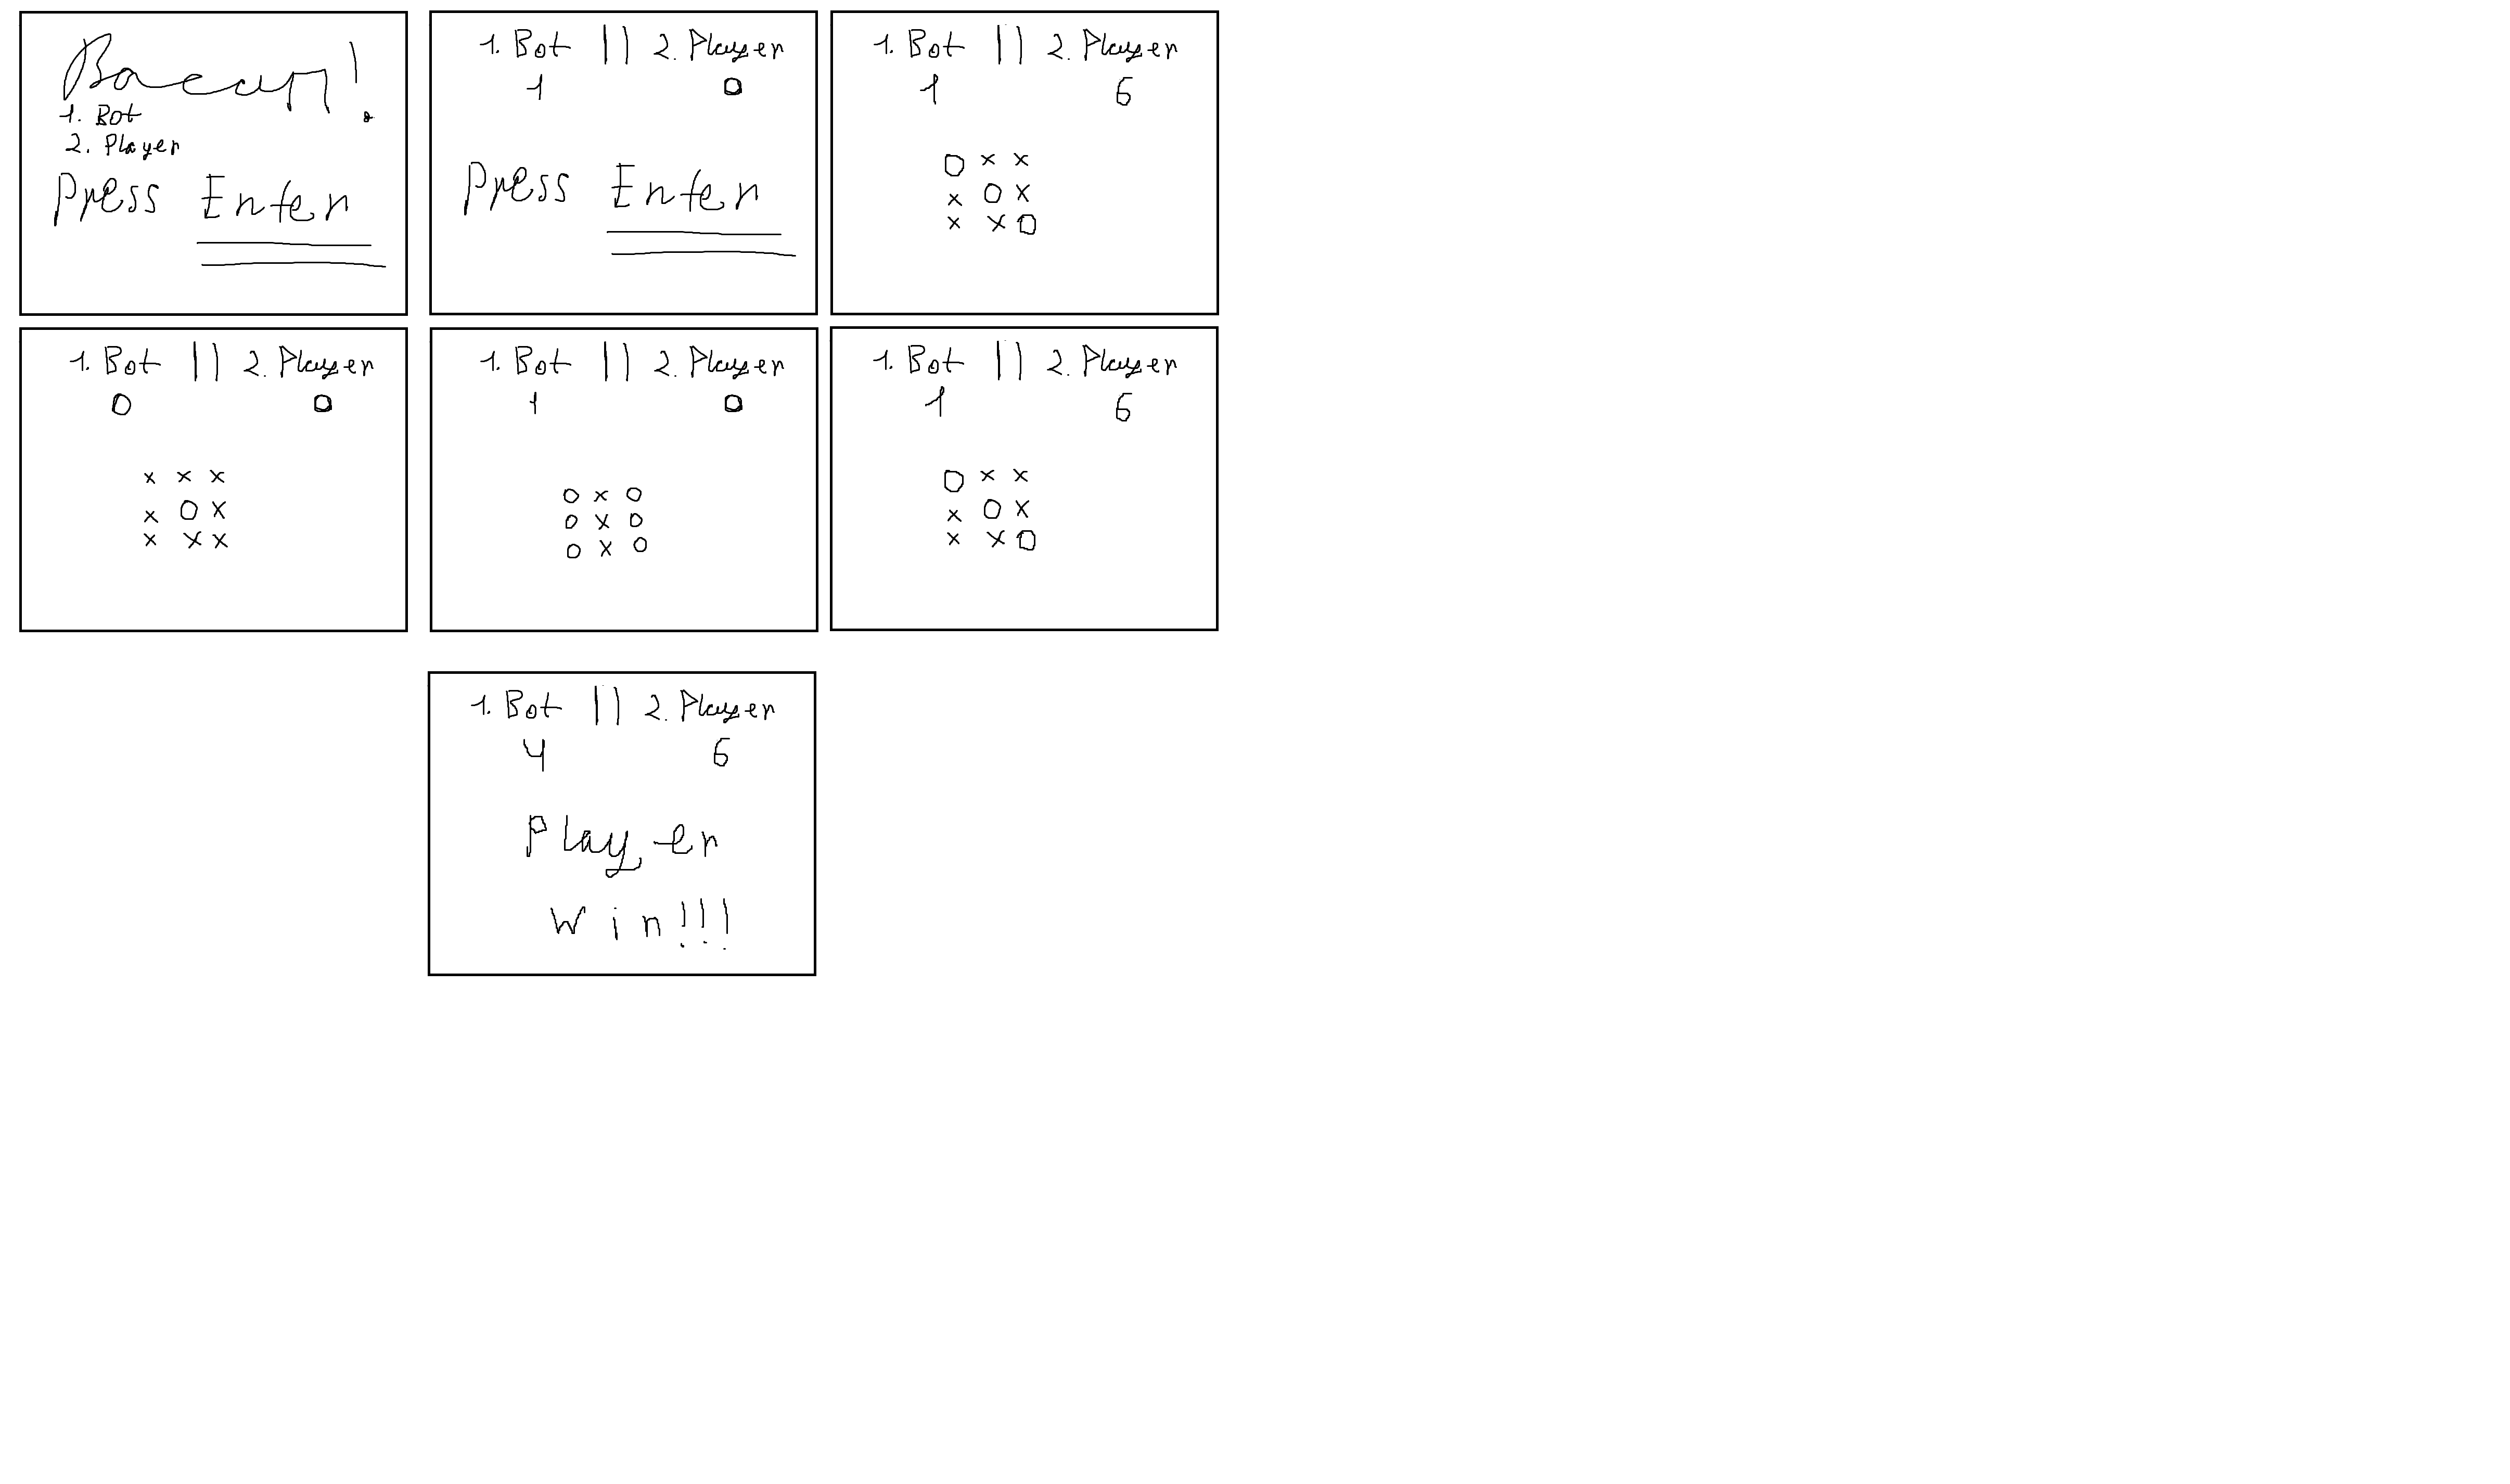 1. Bot
2. Player
Press Enter
1. Bot || 2. Player
1 0
Press Enter
1. Bot || 2. Player
1 6
O x x
x O x
x x O
1. Bot || 2. Player
0 0
x x x
x O x
x x x
1. Bot || 2. Player
1 0
O x O
O x O
O x O
1. Bot || 2. Player
1 6
O x x
x O x
x x O
1. Bot || 2. Player
4 6
Player
Win!!!